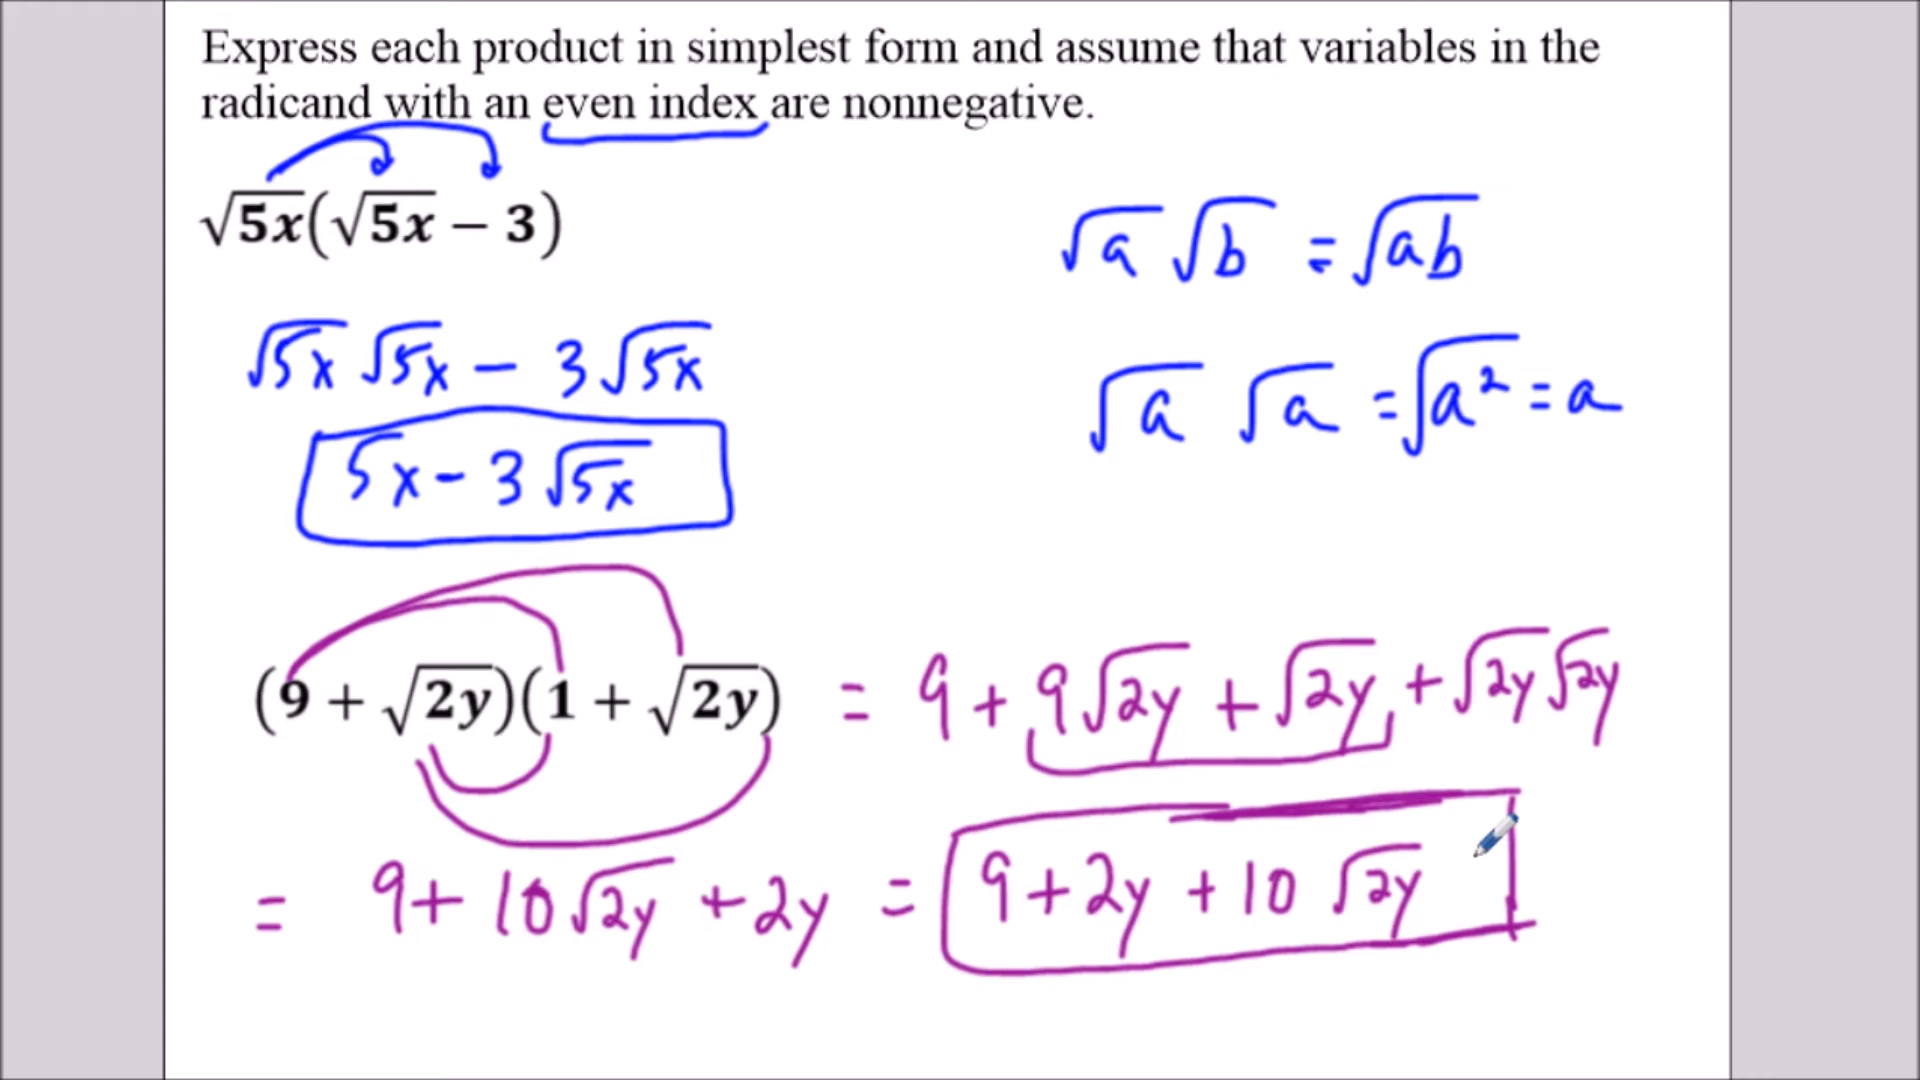 Express each product in simplest form and assume that variables in the
radicand with an even index are nonnegative.
√5x(√5x − 3)
√a √b = √ab
√5x √5x − 3√5x
√a √a = √a² = a
5x − 3√5x
(9 + √2y)(1 + √2y) = 9 + 9√2y + √2y + √2y√2y
= 9 + 10√2y + 2y = 9 + 2y + 10 √2y